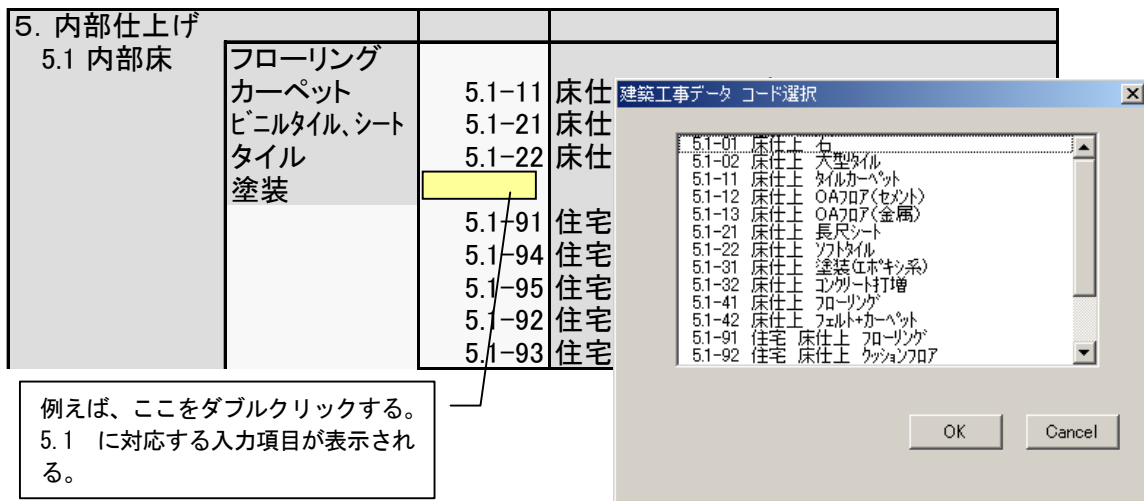 5. 内部仕上げ
5.1 内部床
フローリング
カーペット 5.1-11 床仕
ﾋﾞﾆﾙﾀｲﾙ､ｼｰﾄ 5.1-21 床仕
タイル 5.1-22 床仕
塗装
5.1-91 住宅
5.1-94 住宅
5.1-95 住宅
5.1-92 住宅
5.1-93 住宅
建築工事データ コード選択
5.1-01 床仕上 石
5.1-02 床仕上 大型ﾀｲﾙ
5.1-11 床仕上 ﾀｲﾙｶｰﾍﾟｯﾄ
5.1-12 床仕上 OAﾌﾛｱ(ｾﾒﾝﾄ)
5.1-13 床仕上 OAﾌﾛｱ(金属)
5.1-21 床仕上 長尺ｼｰﾄ
5.1-22 床仕上 ｿﾌﾄﾀｲﾙ
5.1-31 床仕上 塗装(ｴﾎﾟｷｼ系)
5.1-32 床仕上 ｺﾝｸﾘｰﾄ打増
5.1-41 床仕上 ﾌﾛｰﾘﾝｸﾞ
5.1-42 床仕上 ﾌｪﾙﾄ+ｶｰﾍﾟｯﾄ
5.1-91 住宅 床仕上 ﾌﾛｰﾘﾝｸﾞ
5.1-92 住宅 床仕上 ｸｯｼｮﾝﾌﾛｱ
OK
Cancel
例えば、ここをダブルクリックする。
5.1 に対応する入力項目が表示され
る。